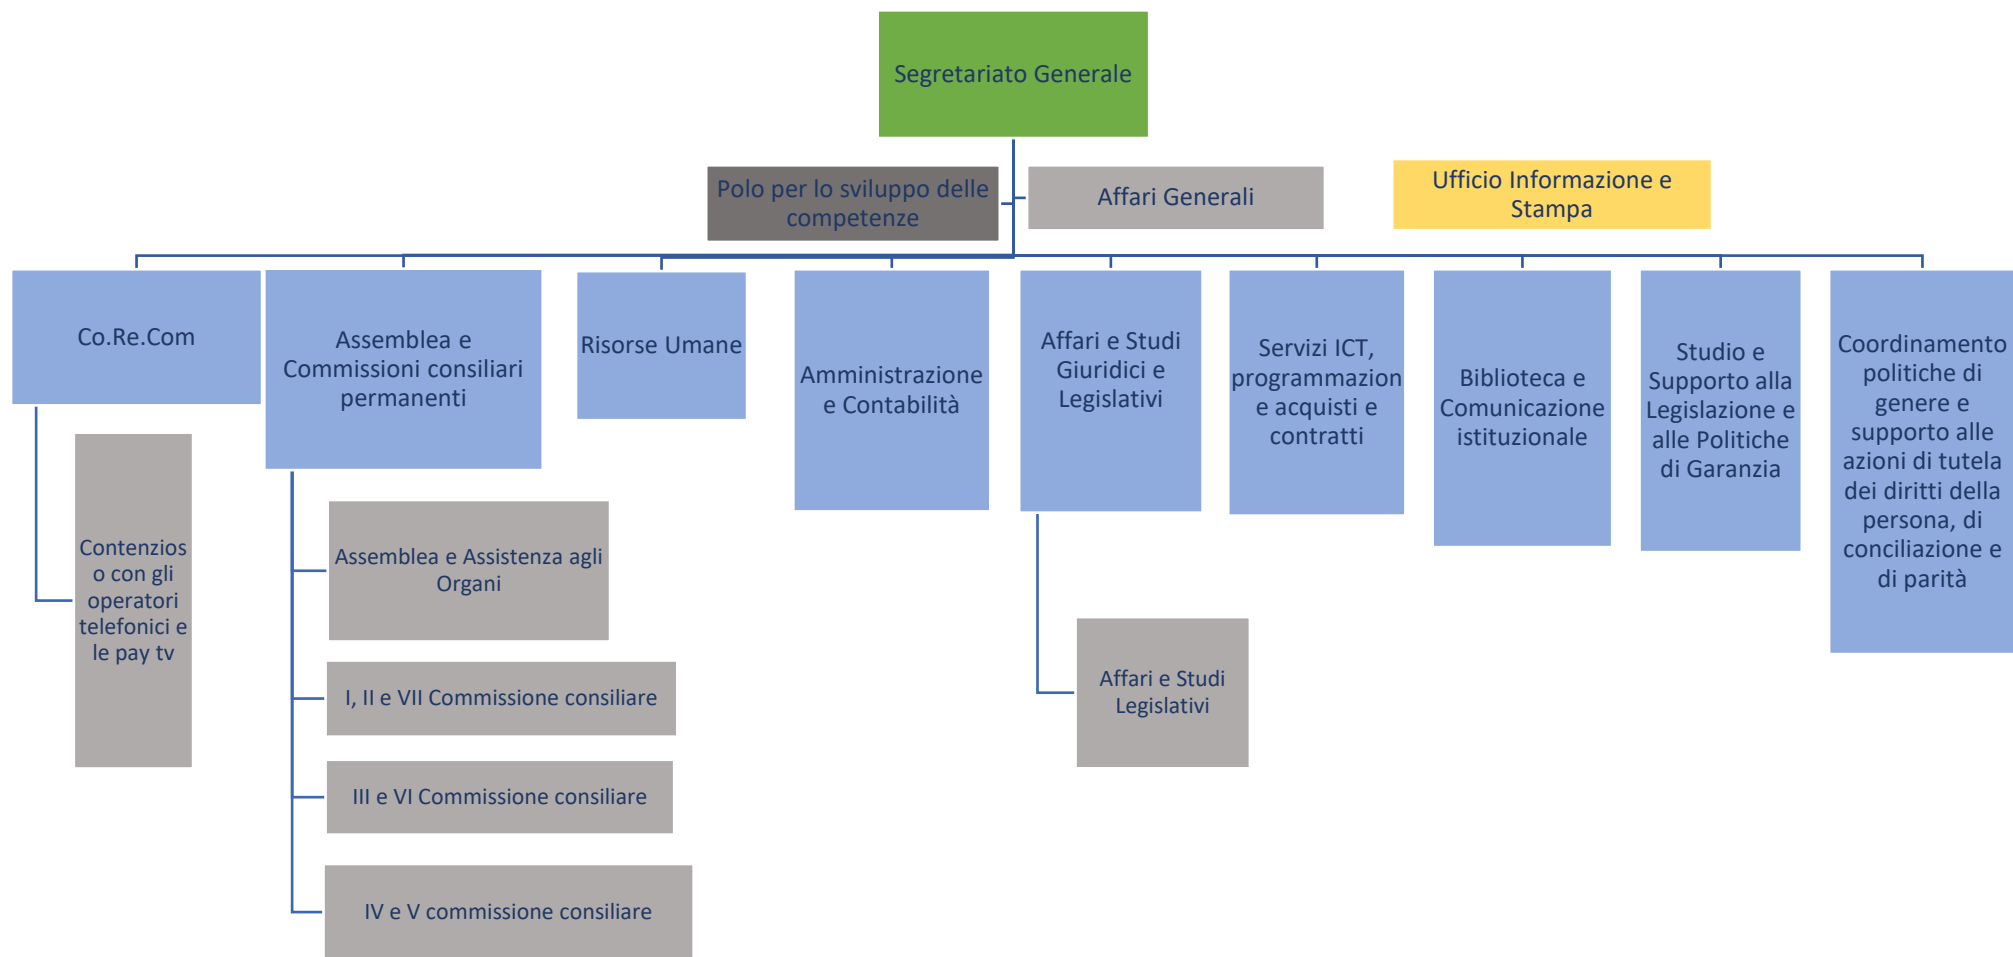 Segretariato Generale
Polo per lo sviluppo delle
competenze
Affari Generali
Ufficio Informazione e
Stampa
Co.Re.Com
Assemblea e
Commissioni consiliari
permanenti
Risorse Umane
Amministrazione
e Contabilità
Affari e Studi
Giuridici e
Legislativi
Servizi ICT,
programmazion
e acquisti e
contratti
Biblioteca e
Comunicazione
istituzionale
Studio e
Supporto alla
Legislazione e
alle Politiche
di Garanzia
Coordinamento
politiche di
genere e
supporto alle
azioni di tutela
dei diritti della
persona, di
conciliazione e
di parità
Contenzios
o con gli
operatori
telefonici e
le pay tv
Assemblea e Assistenza agli
Organi
I, II e VII Commissione consiliare
III e VI Commissione consiliare
IV e V commissione consiliare
Affari e Studi
Legislativi